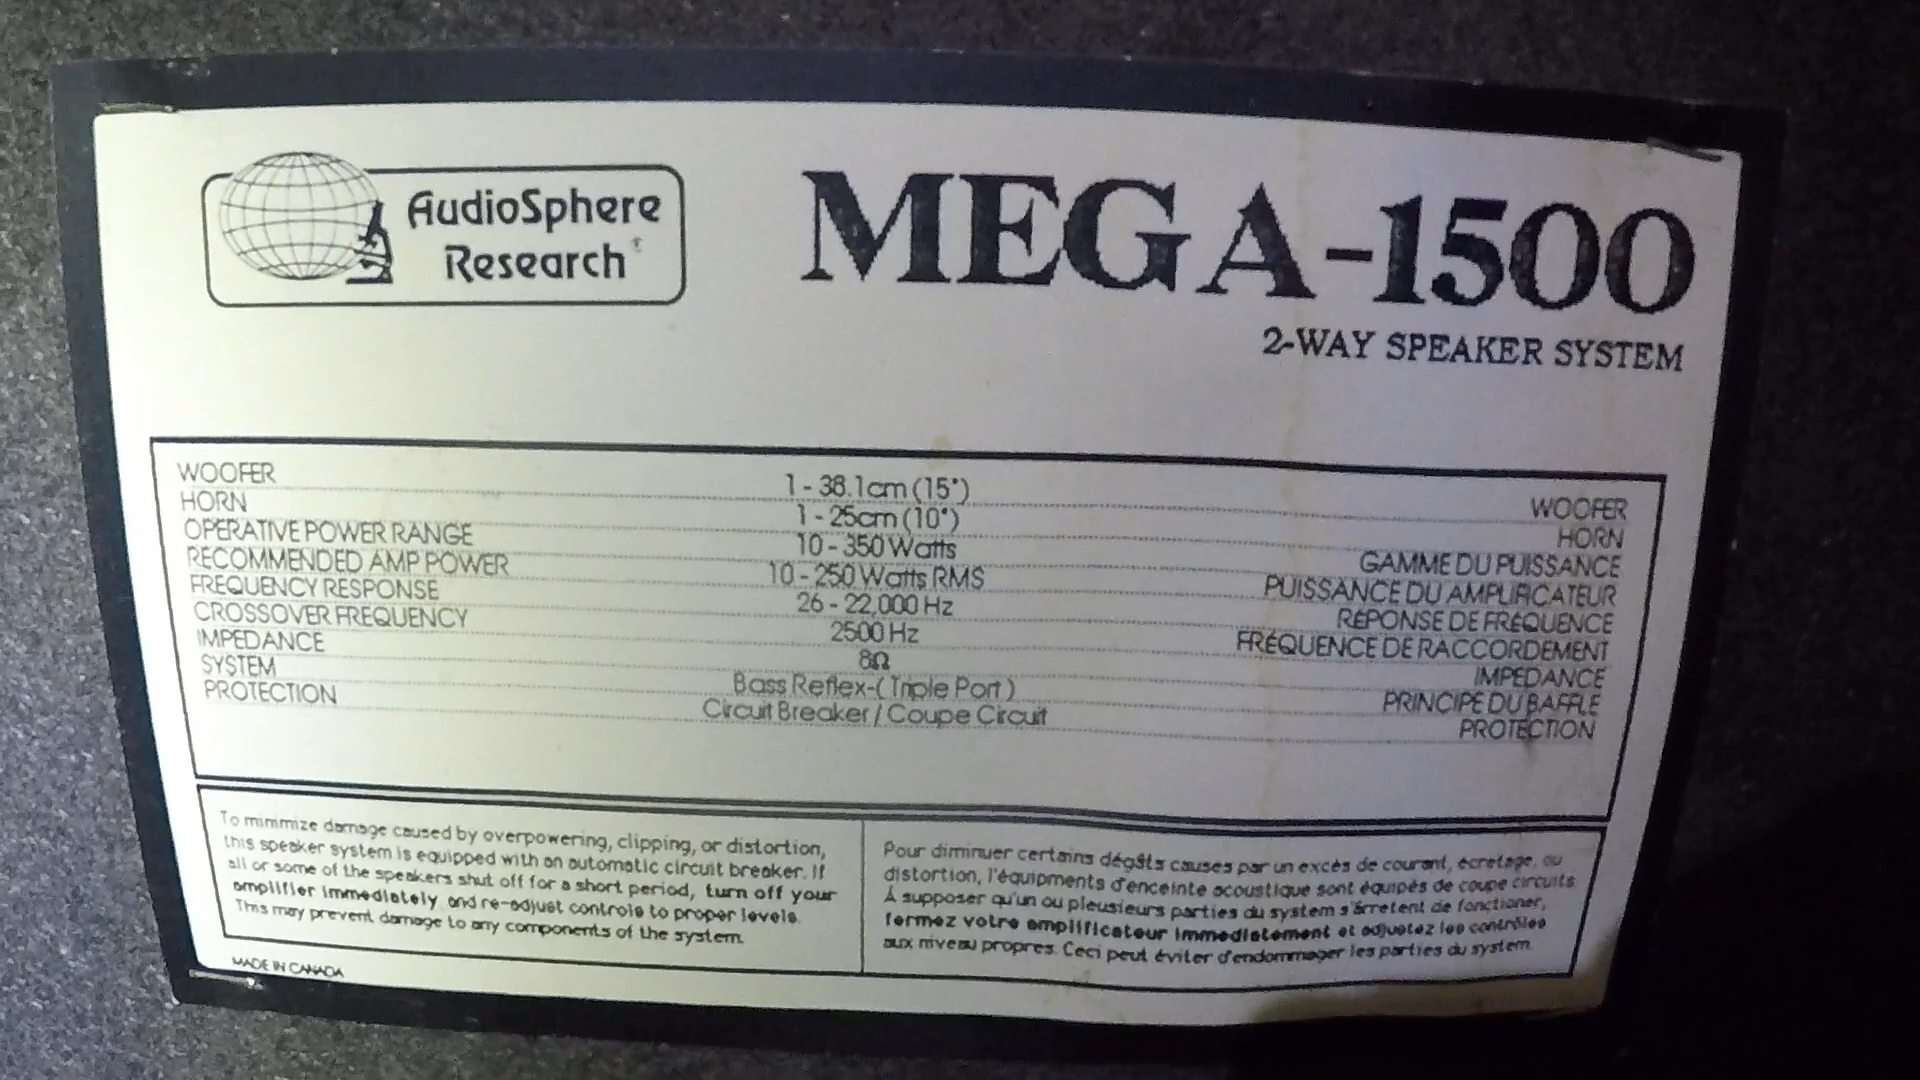 AudioSphere
Research
MEGA-1500
2-WAY SPEAKER SYSTEM
WOOFER 1 - 38.1cm (15") WOOFER
HORN 1 - 25cm (10") HORN
OPERATIVE POWER RANGE 10 - 350 Watts GAMME DU PUISSANCE
RECOMMENDED AMP POWER 10 - 250 Watts RMS PUISSANCE DU AMPLIFICATEUR
FREQUENCY RESPONSE 26 - 22,000 Hz RÉPONSE DE FRÉQUENCE
CROSSOVER FREQUENCY 2500 Hz FRÉQUENCE DE RACCORDEMENT
IMPEDANCE 8Ω IMPÉDANCE
SYSTEM Bass Reflex-( Triple Port ) PRINCIPE DU BAFFLE
PROTECTION Circuit Breaker / Coupe Circuit PROTECTION
To minimize damage caused by overpowering, clipping, or distortion,
this speaker system is equipped with an automatic circuit breaker. If
all or some of the speakers shut off for a short period, turn off your
amplifier immediately and re-adjust controls to proper levels.
This may prevent damage to any components of the system.
Pour diminuer certains dégâts causes par un excés de courant, écretage, ou
distortion, l'équipments d'enceinte acoustique sont équipés de coupe circuits.
À supposer qu'un ou pleusieurs parties du system s'arretent de fonctioner,
fermez votre amplificateur immediatement et adjustez les contrôles
aux niveau propres. Ceci peut éviter d'endommager les parties du system.
MADE IN CANADA